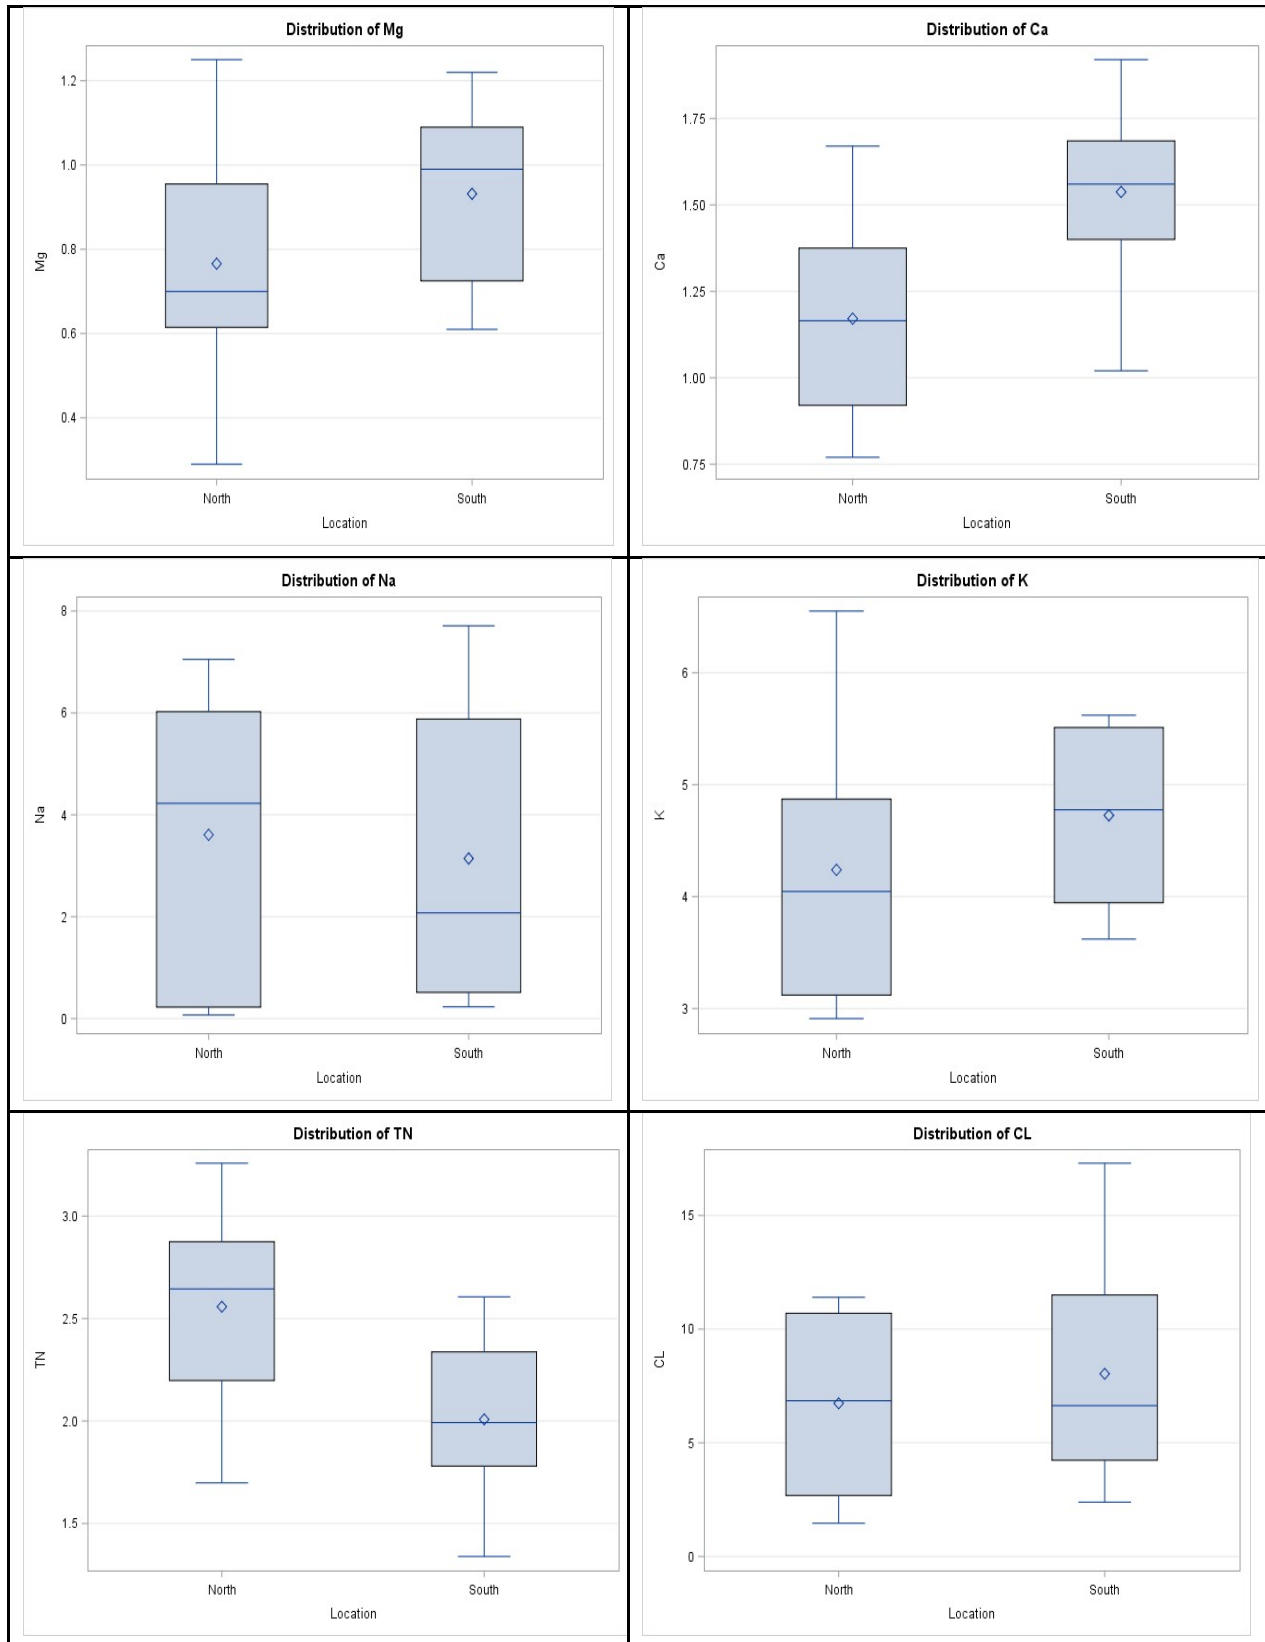 Distribution of Mg
1.2
1.0
0.8
0.6
0.4
Mg
North
South
Location
Distribution of Ca
1.75
1.50
1.25
1.00
0.75
Ca
North
South
Location
Distribution of Na
8
6
4
2
0
Na
North
South
Location
Distribution of K
6
5
4
3
K
North
South
Location
Distribution of TN
3.0
2.5
2.0
1.5
TN
North
South
Location
Distribution of CL
15
10
5
0
CL
North
South
Location